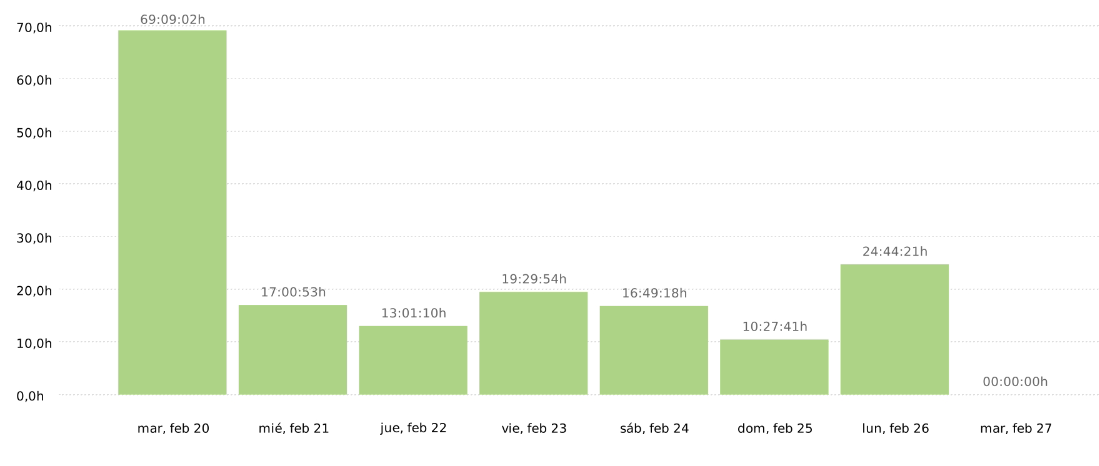 70,0h
60,0h
50,0h
40,0h
30,0h
20,0h
10,0h
0,0h
69:09:02h
17:00:53h
13:01:10h
19:29:54h
16:49:18h
10:27:41h
24:44:21h
00:00:00h
mar, feb 20
mié, feb 21
jue, feb 22
vie, feb 23
sáb, feb 24
dom, feb 25
lun, feb 26
mar, feb 27